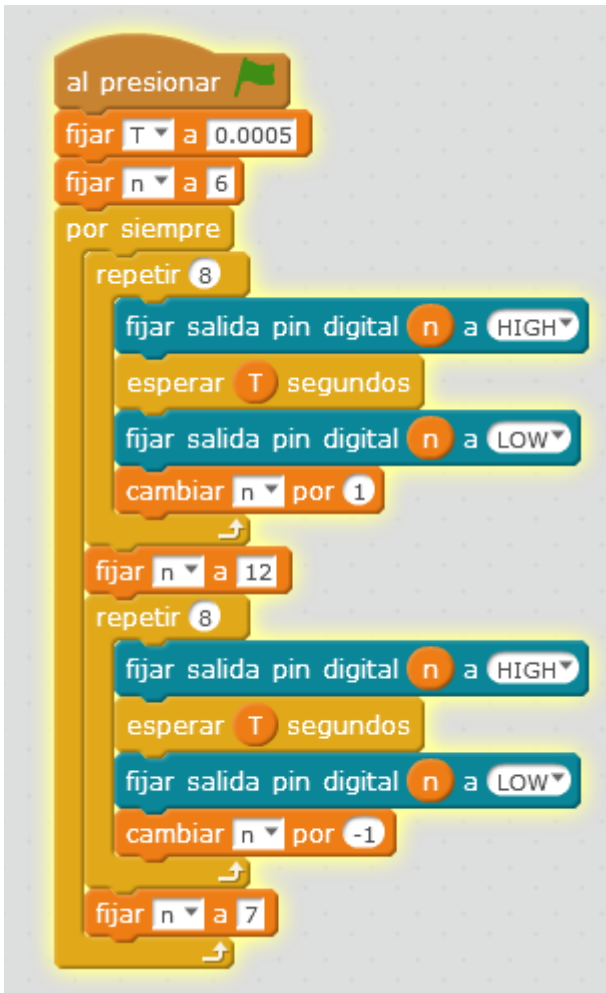 al presionar
fijar T a 0.0005
fijar n a 6
por siempre
repetir 8
fijar salida pin digital n a HIGH
esperar T segundos
fijar salida pin digital n a LOW
cambiar n por 1
fijar n a 12
repetir 8
fijar salida pin digital n a HIGH
esperar T segundos
fijar salida pin digital n a LOW
cambiar n por -1
fijar n a 7